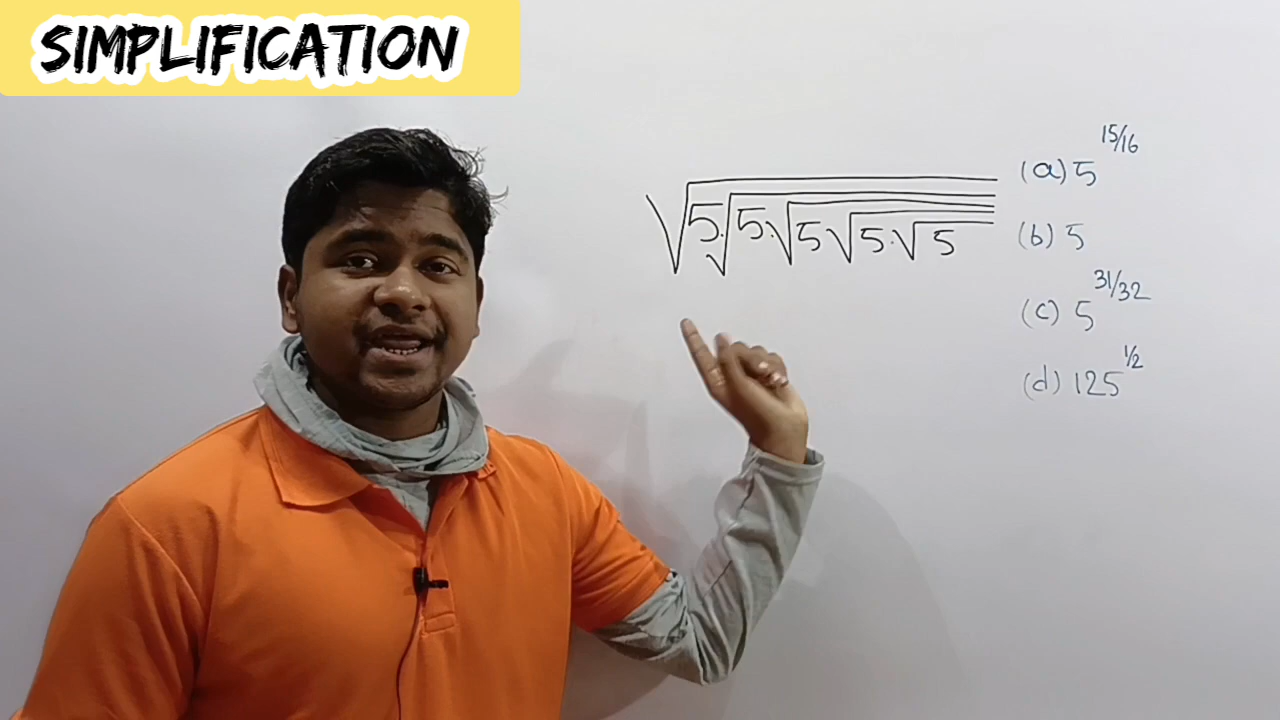 SIMPLIFICATION
√5.√5.√5√5.√5
(a) 5^15/16
(b) 5
(c) 5^31/32
(d) 125^1/2